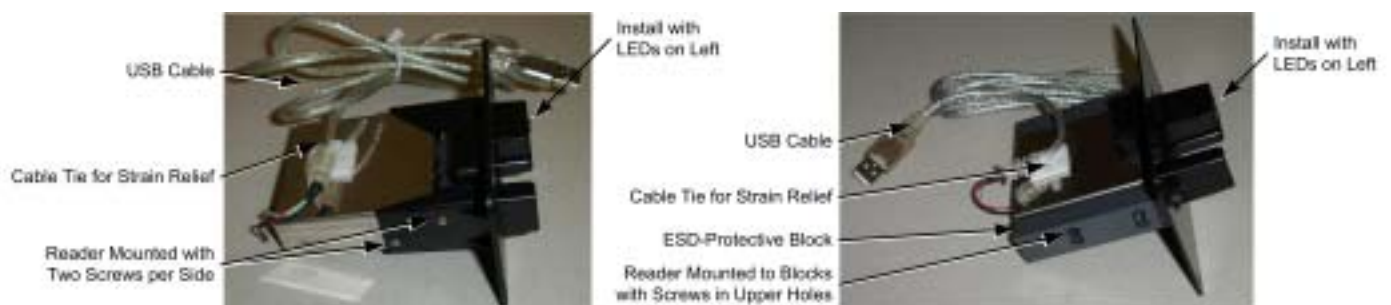 Install with
LEDs on Left
USB Cable
Cable Tie for Strain Relief
Reader Mounted with
Two Screws per Side
Install with
LEDs on Left
USB Cable
Cable Tie for Strain Relief
ESD-Protective Block
Reader Mounted to Blocks
with Screws in Upper Holes